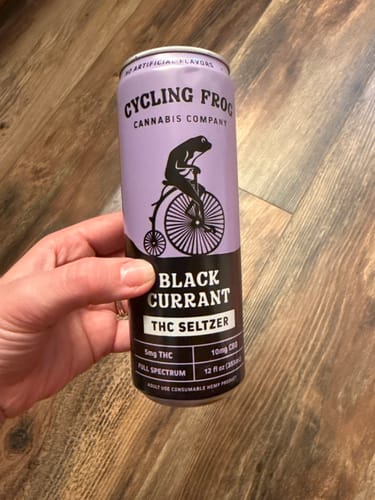 NO ARTIFICIAL FLAVORS
CYCLING FROG
CANNABIS COMPANY
BLACK
CURRANT
THC SELTZER
5mg THC
10mg CBD
FULL SPECTRUM
12 fl oz
ADULT USE CONSUMABLE HEMP PRODUCT